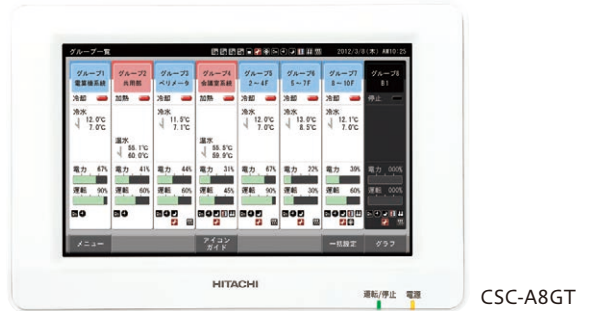 グループ一覧 2012/3/8(木) AM10:25
グループ1 グループ2 グループ3 グループ4 グループ5 グループ6 グループ7 グループ8
電算機系統 共用部 ペリメータ 会議室系統 2～4F 5～7F 8～10F B1
冷却 加熱 冷却 加熱 冷却 冷却 冷却 停止
冷水 冷水 冷水 冷水 冷水
12.0℃ 11.5℃ 12.0℃ 13.0℃ 12.1℃
7.0℃ 7.1℃ 7.0℃ 8.5℃ 7.0℃
温水 温水
55.1℃ 55.5℃
60.0℃ 59.9℃
電力 67% 電力 41% 電力 44% 電力 31% 電力 67% 電力 22% 電力 39% 電力 000%
運転 90% 運転 60% 運転 60% 運転 45% 運転 90% 運転 30% 運転 60% 運転 000%
メニュー アイコン 一括設定 グラフ
ガイド
HITACHI
運転/停止 電源
CSC-A8GT